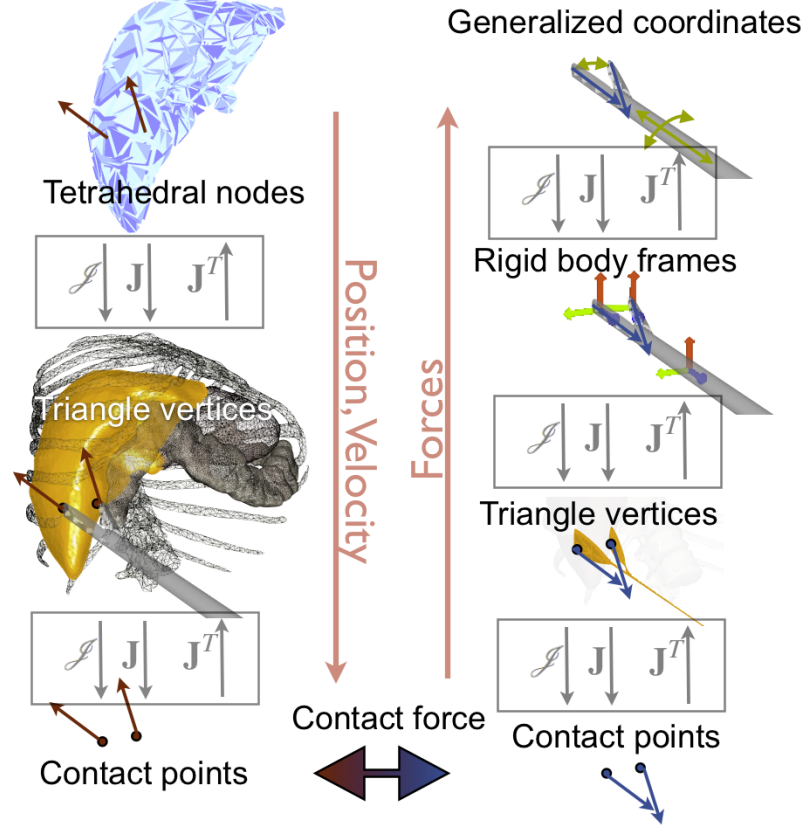 Generalized coordinates
Tetrahedral nodes
𝒥 J J^T
𝒥 J J^T
Rigid body frames
Position, Velocity
Forces
Triangle vertices
𝒥 J J^T
Triangle vertices
𝒥 J J^T
𝒥 J J^T
Contact force
Contact points
Contact points